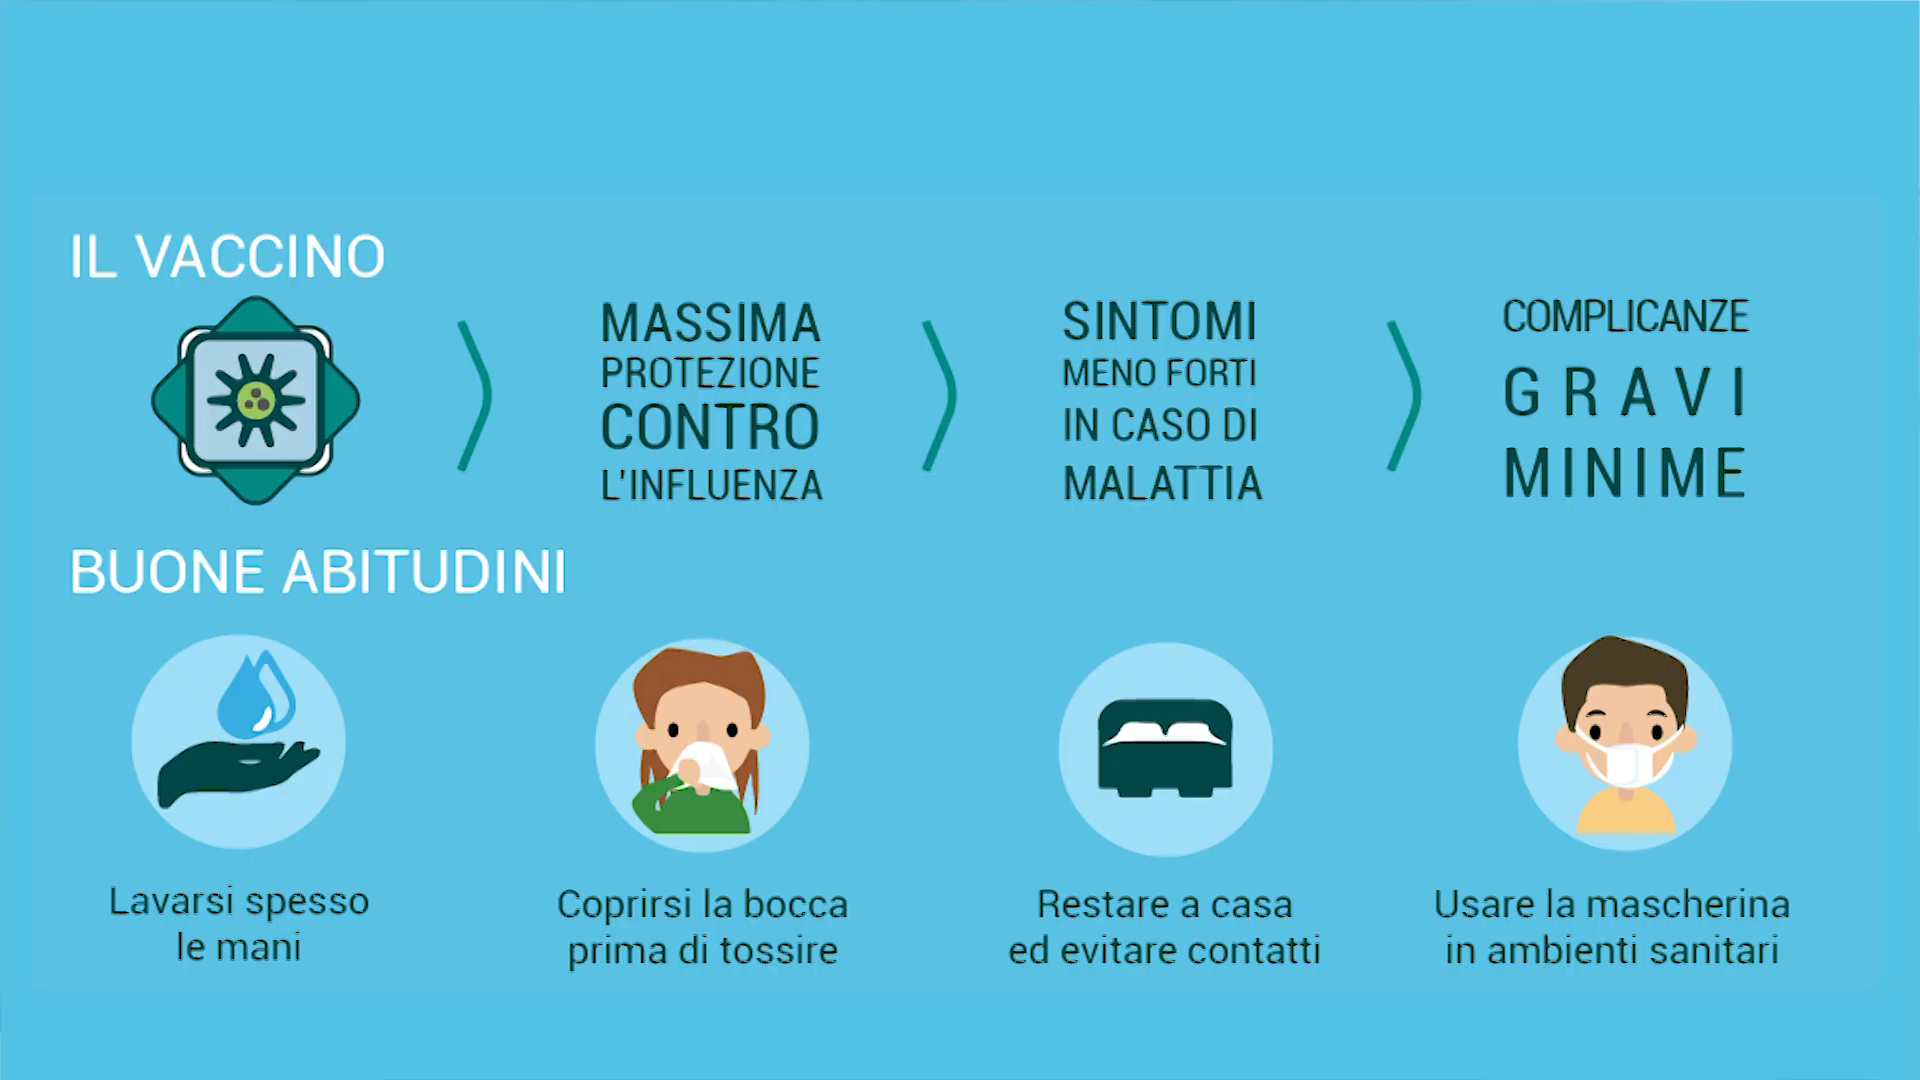 IL VACCINO
MASSIMA
PROTEZIONE
CONTRO
L'INFLUENZA
SINTOMI
MENO FORTI
IN CASO DI
MALATTIA
COMPLICANZE
GRAVI
MINIME
BUONE ABITUDINI
Lavarsi spesso
le mani
Coprirsi la bocca
prima di tossire
Restare a casa
ed evitare contatti
Usare la mascherina
in ambienti sanitari